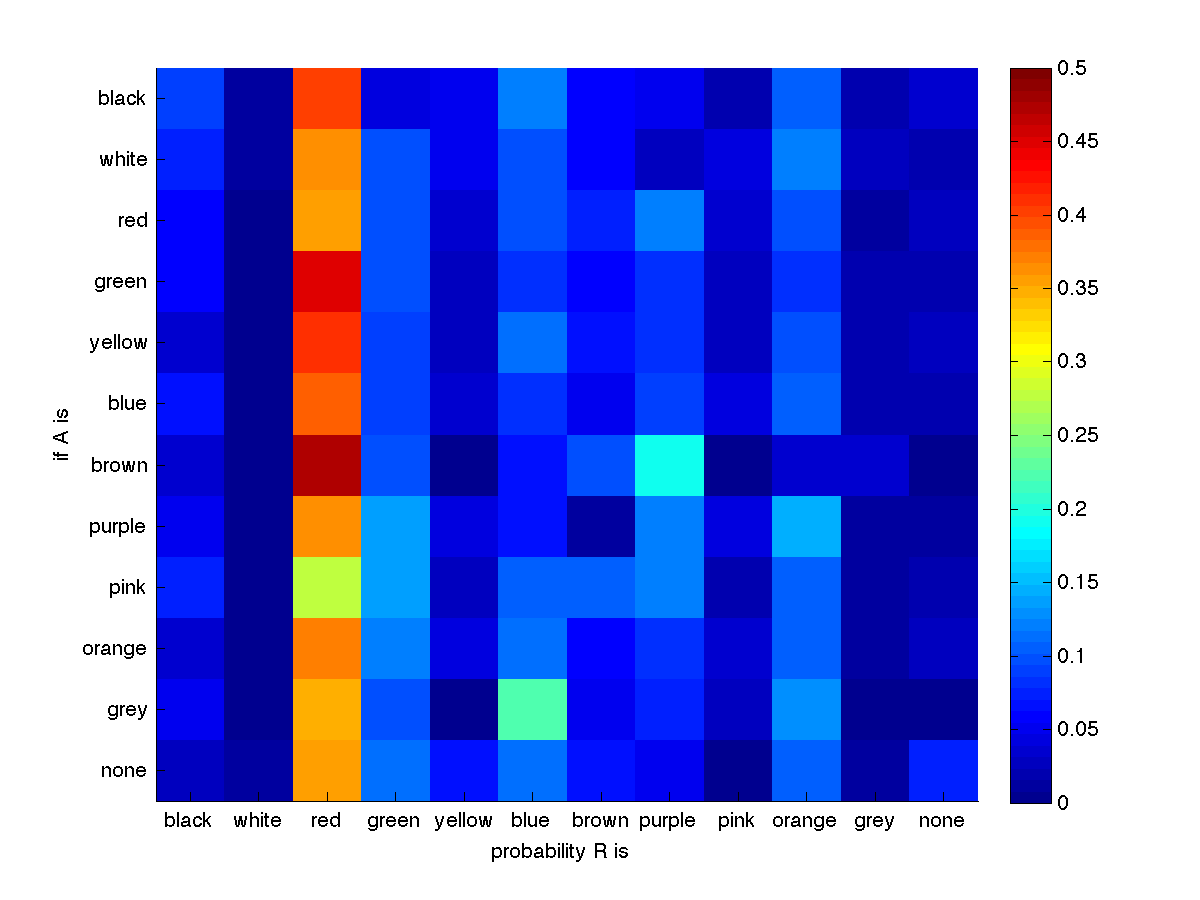 black
white
red
green
yellow
blue
brown
purple
pink
orange
grey
none
if A is
black white red green yellow blue brown purple pink orange grey none
probability R is
0.5
0.45
0.4
0.35
0.3
0.25
0.2
0.15
0.1
0.05
0